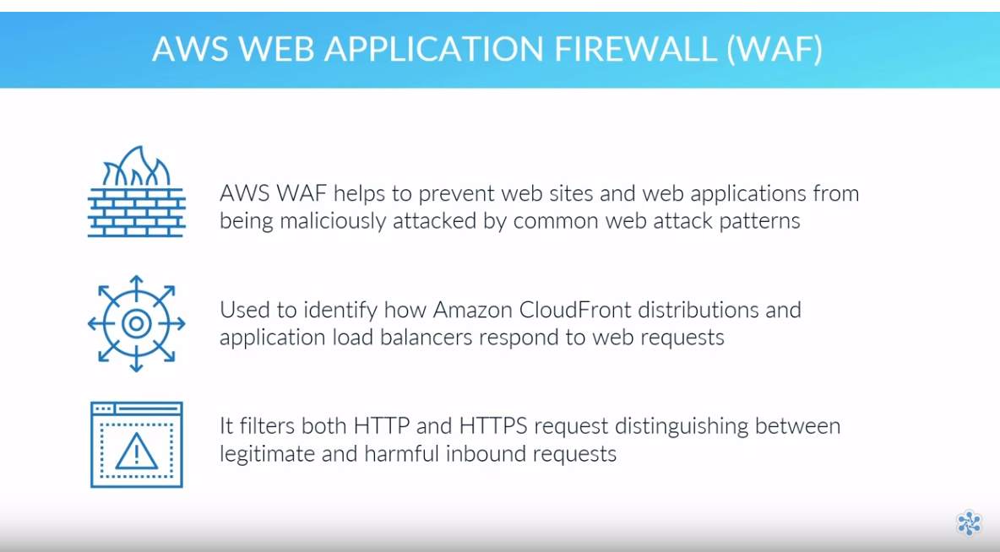 AWS WEB APPLICATION FIREWALL (WAF)
AWS WAF helps to prevent web sites and web applications from
being maliciously attacked by common web attack patterns
Used to identify how Amazon CloudFront distributions and
application load balancers respond to web requests
It filters both HTTP and HTTPS request distinguishing between
legitimate and harmful inbound requests